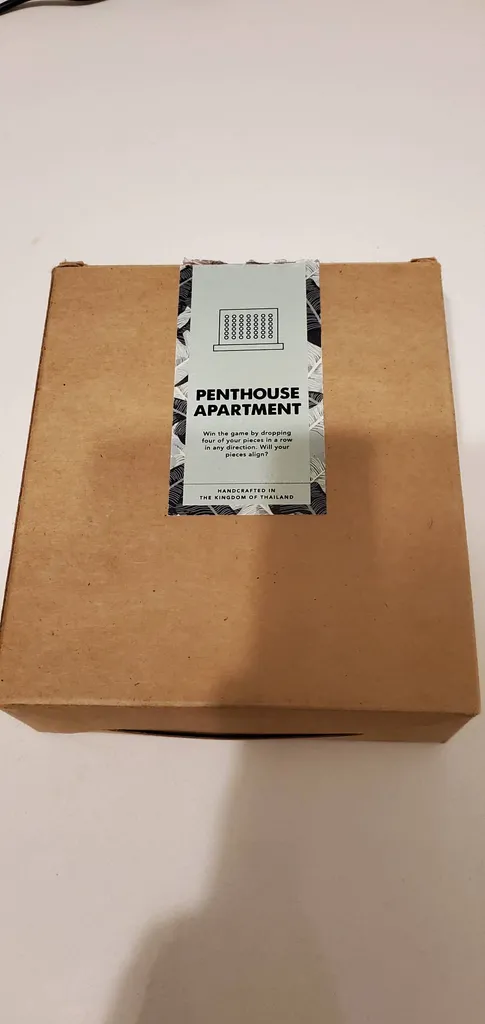 PENTHOUSE
APARTMENT
Win the game by dropping
four of your pieces in a row
in any direction. Will your
pieces align?
HANDCRAFTED IN
THE KINGDOM OF THAILAND